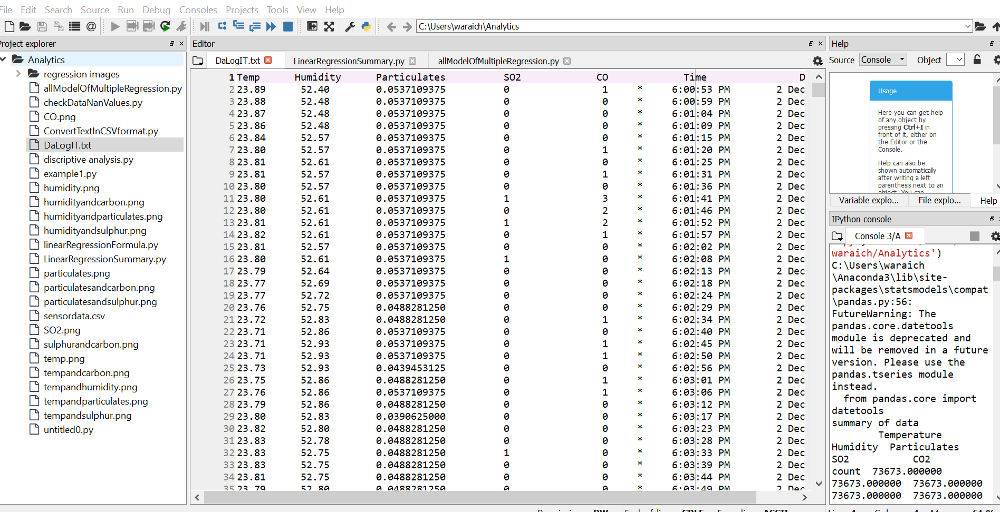 File Edit Search Source Run Debug Consoles Projects Tools View Help
C:\Users\waraich\Analytics
Project explorer
Analytics
regression images
allModelOfMultipleRegression.py
checkDataNanValues.py
CO.png
ConvertTextInCSVformat.py
DaLogIT.txt
discriptive analysis.py
example1.py
humidity.png
humidityandcarbon.png
humidityandparticulates.png
humidityandsulphur.png
linearRegressionFormula.py
LinearRegressionSummary.py
particulates.png
particulatesandcarbon.png
particulatesandsulphur.png
sensordata.csv
SO2.png
sulphurandcarbon.png
temp.png
tempandcarbon.png
tempandhumidity.png
tempandparticulates.png
tempandsulphur.png
untitled0.py
Editor
DaLogIT.txt LinearRegressionSummary.py allModelOfMultipleRegression.py
1 Temp Humidity Particulates SO2 CO Time D
2 23.89 52.40 0.0537109375 0 1 * 6:00:53 PM 2 Dec
3 23.88 52.48 0.0537109375 0 0 * 6:00:59 PM 2 Dec
4 23.87 52.48 0.0537109375 0 0 * 6:01:04 PM 2 Dec
5 23.86 52.48 0.0537109375 0 0 * 6:01:09 PM 2 Dec
6 23.84 52.57 0.0537109375 0 0 * 6:01:15 PM 2 Dec
7 23.80 52.57 0.0537109375 0 1 * 6:01:20 PM 2 Dec
8 23.81 52.61 0.0537109375 0 0 * 6:01:25 PM 2 Dec
9 23.81 52.57 0.0537109375 0 1 * 6:01:31 PM 2 Dec
10 23.80 52.57 0.0537109375 0 0 * 6:01:36 PM 2 Dec
11 23.80 52.61 0.0537109375 1 3 * 6:01:41 PM 2 Dec
12 23.80 52.61 0.0537109375 0 2 * 6:01:46 PM 2 Dec
13 23.81 52.61 0.0537109375 1 2 * 6:01:52 PM 2 Dec
14 23.82 52.61 0.0537109375 0 1 * 6:01:57 PM 2 Dec
15 23.81 52.57 0.0537109375 0 0 * 6:02:02 PM 2 Dec
16 23.80 52.61 0.0537109375 1 0 * 6:02:08 PM 2 Dec
17 23.79 52.64 0.0537109375 0 0 * 6:02:13 PM 2 Dec
18 23.77 52.69 0.0537109375 0 0 * 6:02:18 PM 2 Dec
19 23.77 52.72 0.0537109375 0 0 * 6:02:24 PM 2 Dec
20 23.76 52.75 0.0488281250 0 0 * 6:02:29 PM 2 Dec
21 23.72 52.83 0.0488281250 0 1 * 6:02:34 PM 2 Dec
22 23.71 52.86 0.0537109375 0 0 * 6:02:40 PM 2 Dec
23 23.71 52.93 0.0537109375 0 1 * 6:02:45 PM 2 Dec
24 23.71 52.93 0.0537109375 0 1 * 6:02:50 PM 2 Dec
25 23.73 52.93 0.0439453125 0 0 * 6:02:56 PM 2 Dec
26 23.75 52.86 0.0488281250 0 1 * 6:03:01 PM 2 Dec
27 23.76 52.86 0.0537109375 0 1 * 6:03:06 PM 2 Dec
28 23.79 52.86 0.0488281250 0 0 * 6:03:12 PM 2 Dec
29 23.80 52.83 0.0390625000 0 0 * 6:03:17 PM 2 Dec
30 23.82 52.80 0.0488281250 0 0 * 6:03:23 PM 2 Dec
31 23.83 52.78 0.0488281250 0 0 * 6:03:28 PM 2 Dec
32 23.83 52.75 0.0488281250 1 0 * 6:03:33 PM 2 Dec
33 23.83 52.75 0.0488281250 0 0 * 6:03:39 PM 2 Dec
34 23.81 52.75 0.0488281250 0 0 * 6:03:44 PM 2 Dec
35 23.79 52.80 0.0488281250 0 0 * 6:03:49 PM 2 Dec
Help
Source Console Object
Usage
Here you can get help
of any object by
pressing Ctrl+I in
front of it, either on
the Editor or the
Console.
Help can also be
shown automatically
after writing a left
parenthesis next to an
object. You can
Variable explo... File explo... Help
IPython console
Console 3/A
waraich/Analytics')
C:\Users\waraich
\Anaconda3\lib\site-
packages\statsmodels\compat
\pandas.py:56:
FutureWarning: The
pandas.core.datetools
module is deprecated and
will be removed in a future
version. Please use the
pandas.tseries module
instead.
from pandas.core import
datetools
summary of data
Temperature
Humidity Particulates
SO2 CO2
count 73673.000000
73673.000000 73673.000000
73673.000000 73673.000000